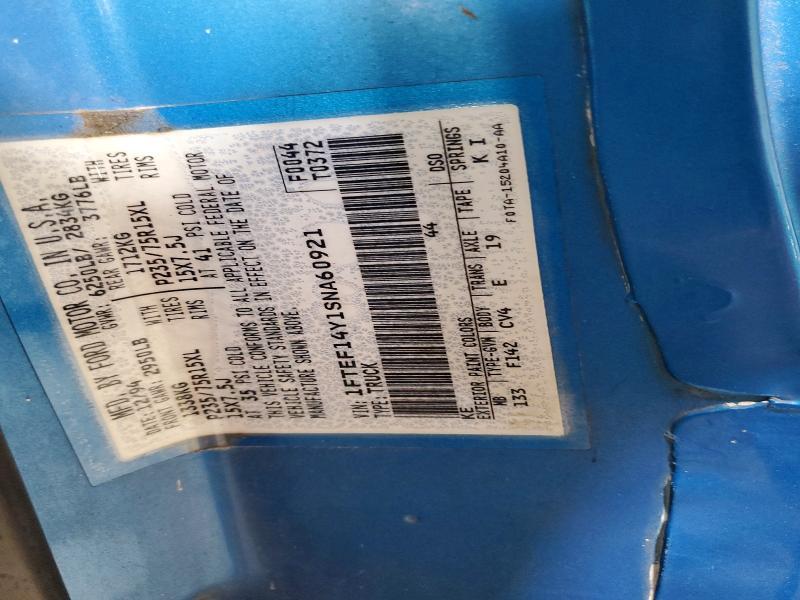 MFD. BY FORD MOTOR CO. IN U.S.A.
DATE: 12/94 GVWR: 6250LB/ 2834KG
FRONT GAWR: 2950LB REAR GAWR: 3776LB
1338KG WITH 1712KG WITH
P235/75R15XL TIRES P235/75R15XL TIRES
15X7.5J RIMS 15X7.5J RIMS
AT 35 PSI COLD AT 41 PSI COLD
THIS VEHICLE CONFORMS TO ALL APPLICABLE FEDERAL MOTOR
VEHICLE SAFETY STANDARDS IN EFFECT ON THE DATE OF
MANUFACTURE SHOWN ABOVE.
F0044
T0372
VIN: 1FTEF14Y1SNA60921
TYPE: TRUCK
44
KE DSO
EXTERIOR PAINT COLORS
WB TYPE-GVW BODY TRANS AXLE TAPE SPRINGS
133 F142 CV4 E 19 K I
F0TA-15204A10-AA